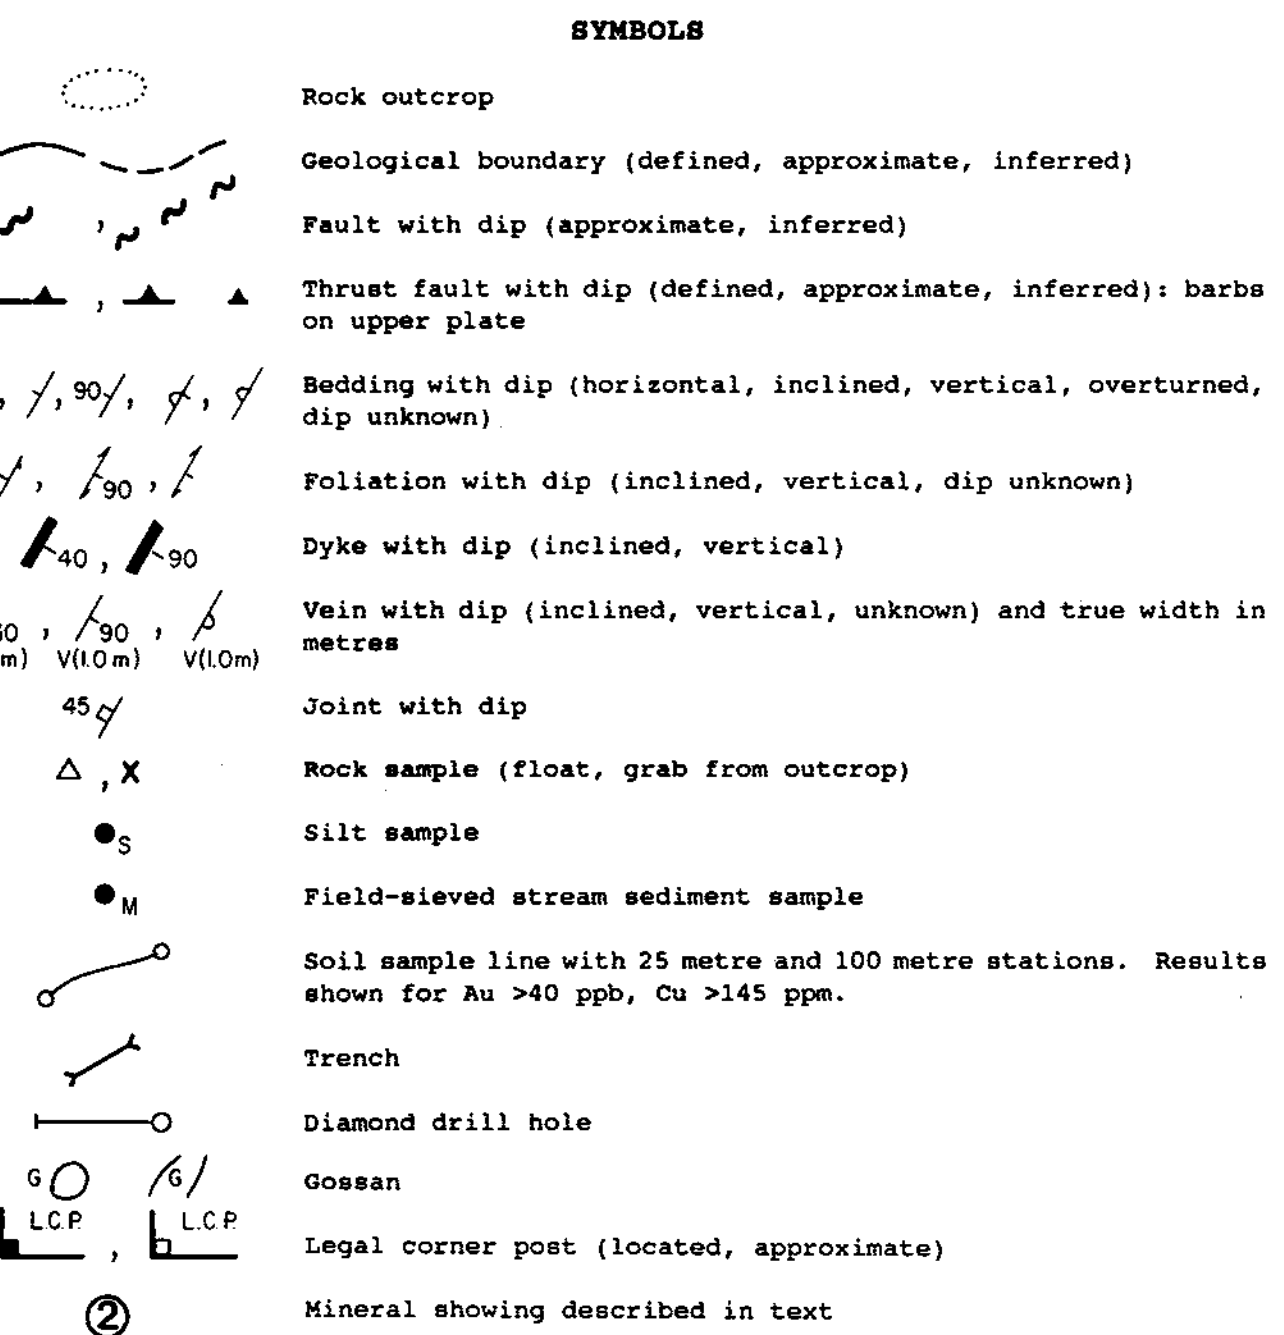 SYMBOLS
Rock outcrop
Geological boundary (defined, approximate, inferred)
, Fault with dip (approximate, inferred)
, Thrust fault with dip (defined, approximate, inferred): barbs
on upper plate
, , 90 , , Bedding with dip (horizontal, inclined, vertical, overturned,
dip unknown)
, 90 , Foliation with dip (inclined, vertical, dip unknown)
40 , 90 Dyke with dip (inclined, vertical)
, 90 , Vein with dip (inclined, vertical, unknown) and true width in
m) V(1.0m) V(1.0m) metres
45 Joint with dip
Δ , X Rock sample (float, grab from outcrop)
S Silt sample
M Field-sieved stream sediment sample
Soil sample line with 25 metre and 100 metre stations. Results
shown for Au >40 ppb, Cu >145 ppm.
Trench
Diamond drill hole
G G Gossan
L.C.P. L.C.P.
, Legal corner post (located, approximate)
2 Mineral showing described in text